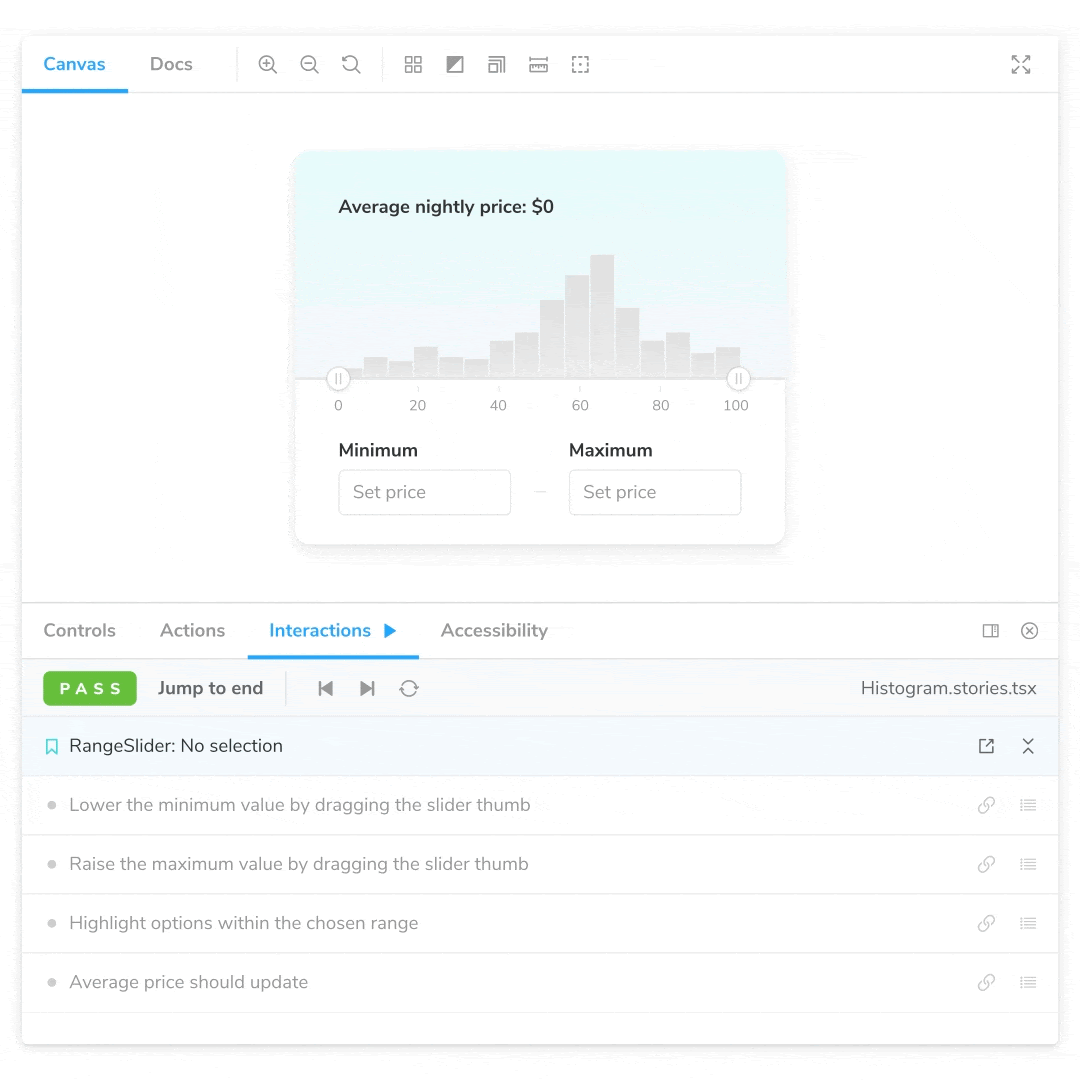 Canvas Docs
Average nightly price: $0
0 20 40 60 80 100
Minimum Maximum
Set price – Set price
Controls Actions Interactions Accessibility
PASS Jump to end Histogram.stories.tsx
RangeSlider: No selection
Lower the minimum value by dragging the slider thumb
Raise the maximum value by dragging the slider thumb
Highlight options within the chosen range
Average price should update